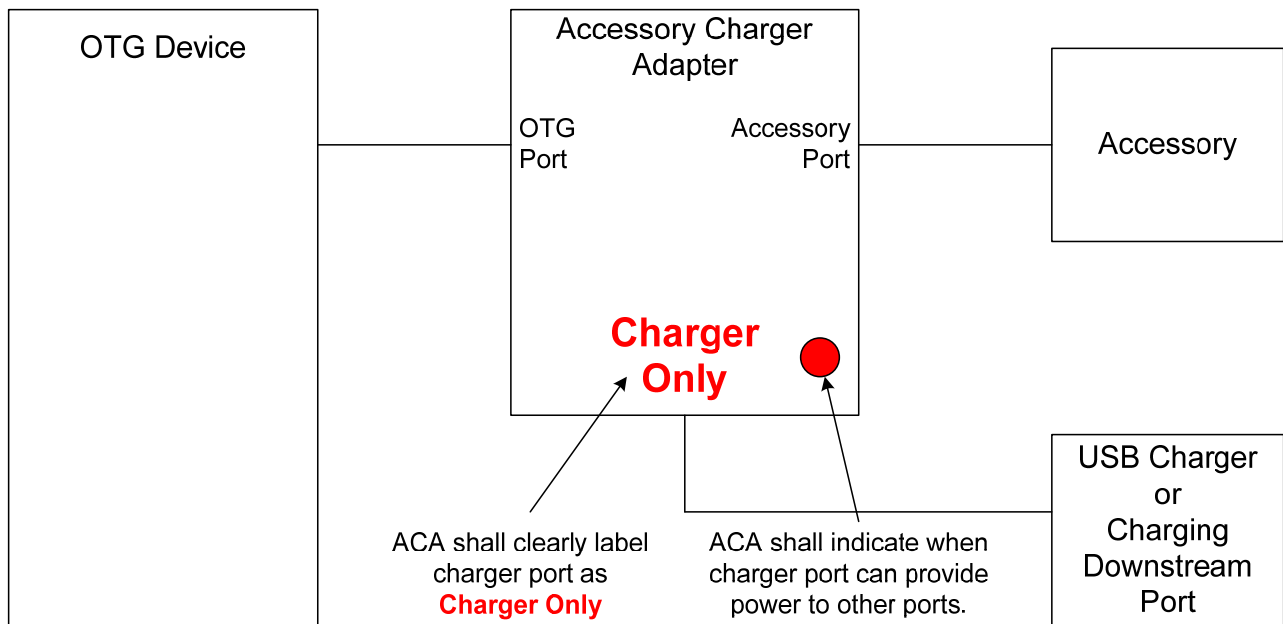 OTG Device
Accessory Charger
Adapter
OTG
Port
Accessory
Port
Accessory
Charger
Only
USB Charger
or
Charging
Downstream
Port
ACA shall clearly label
charger port as
Charger Only
ACA shall indicate when
charger port can provide
power to other ports.